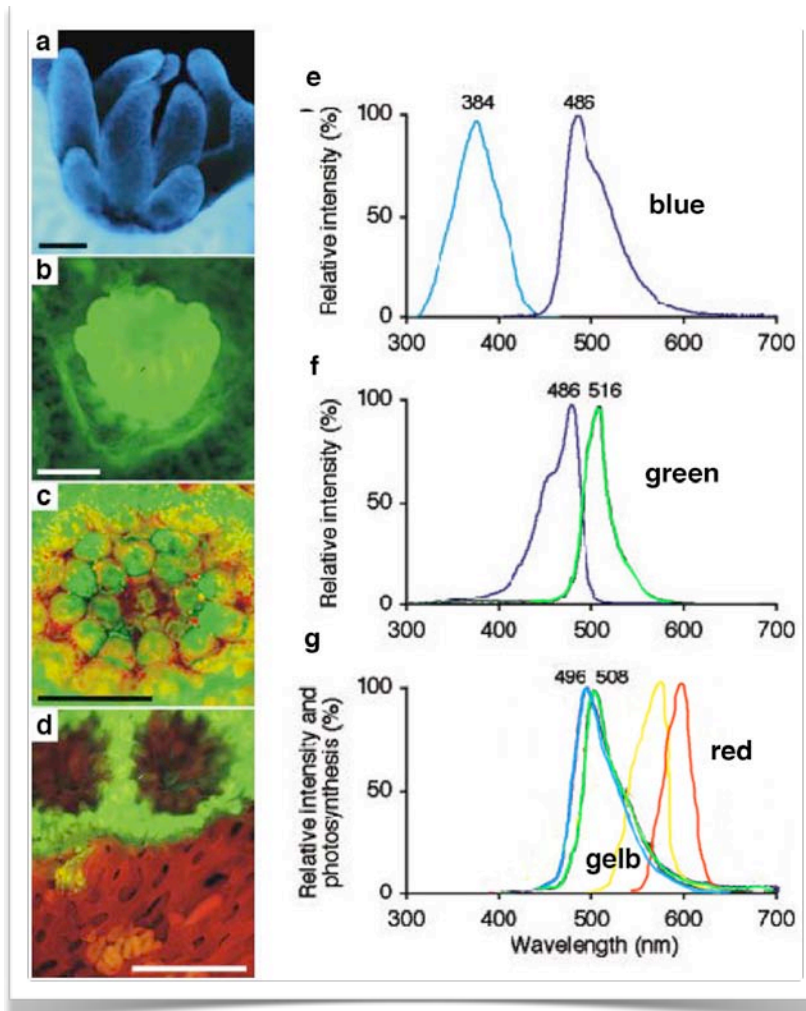 a
b
c
d
e
384 486
Relative intensity (%)
100
50
0
blue
300 400 500 600 700
f
486 516
Relative intensity (%)
100
50
0
green
300 400 500 600 700
g
496 508
Relative intensity and
photosynthesis (%)
100
50
0
red
gelb
300 400 500 600 700
Wavelength (nm)